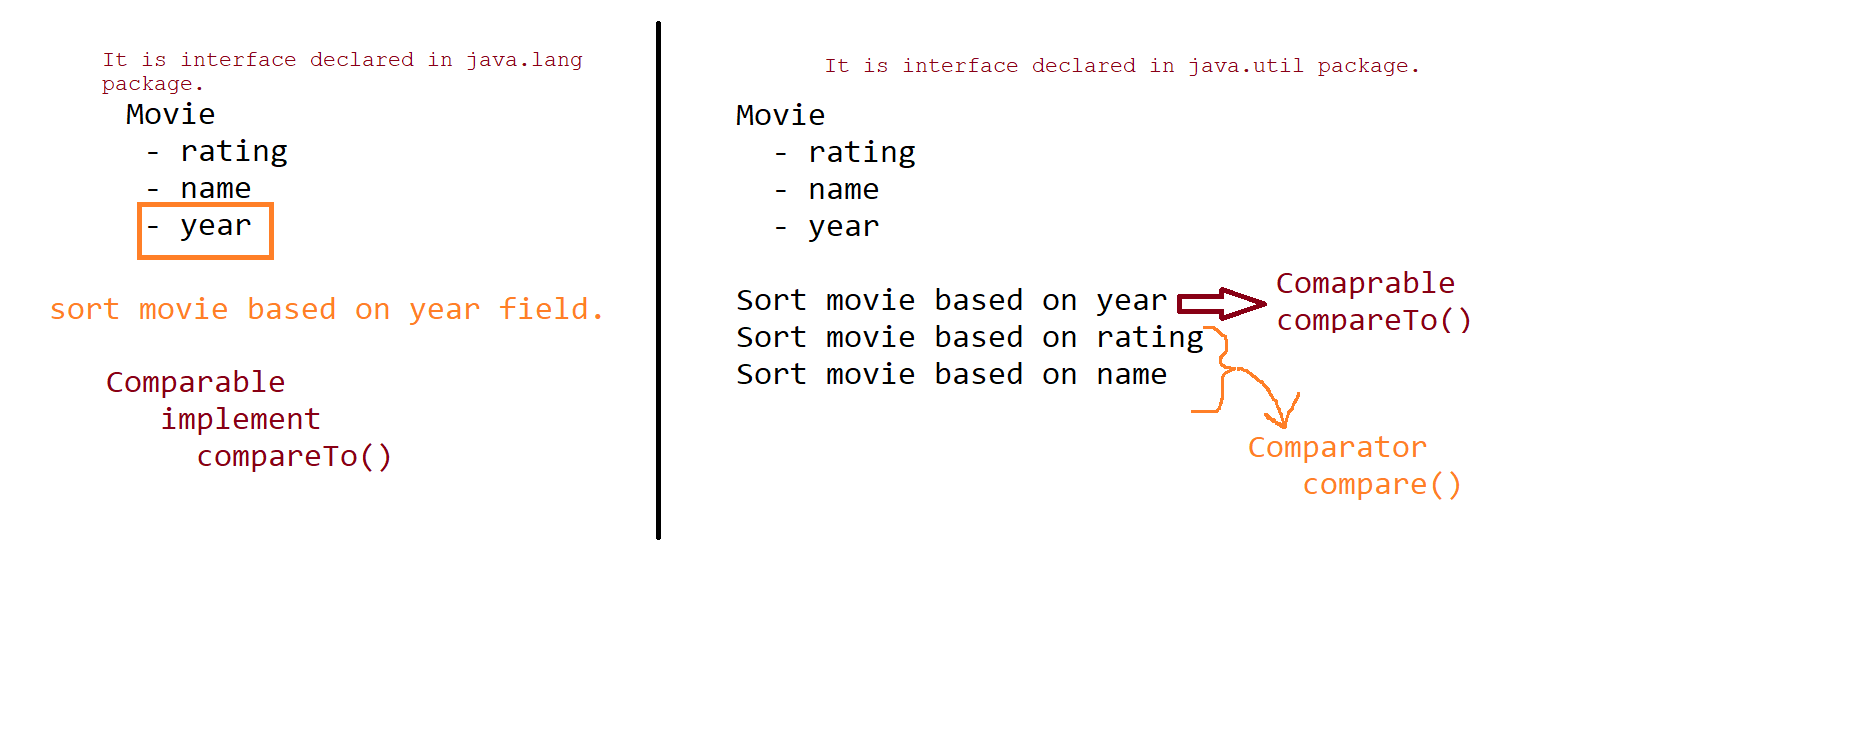 It is interface declared in java.lang
package.
Movie
- rating
- name
- year
sort movie based on year field.
Comparable
implement
compareTo()
It is interface declared in java.util package.
Movie
- rating
- name
- year
Sort movie based on year
Sort movie based on rating
Sort movie based on name
Comaprable
compareTo()
Comparator
compare()